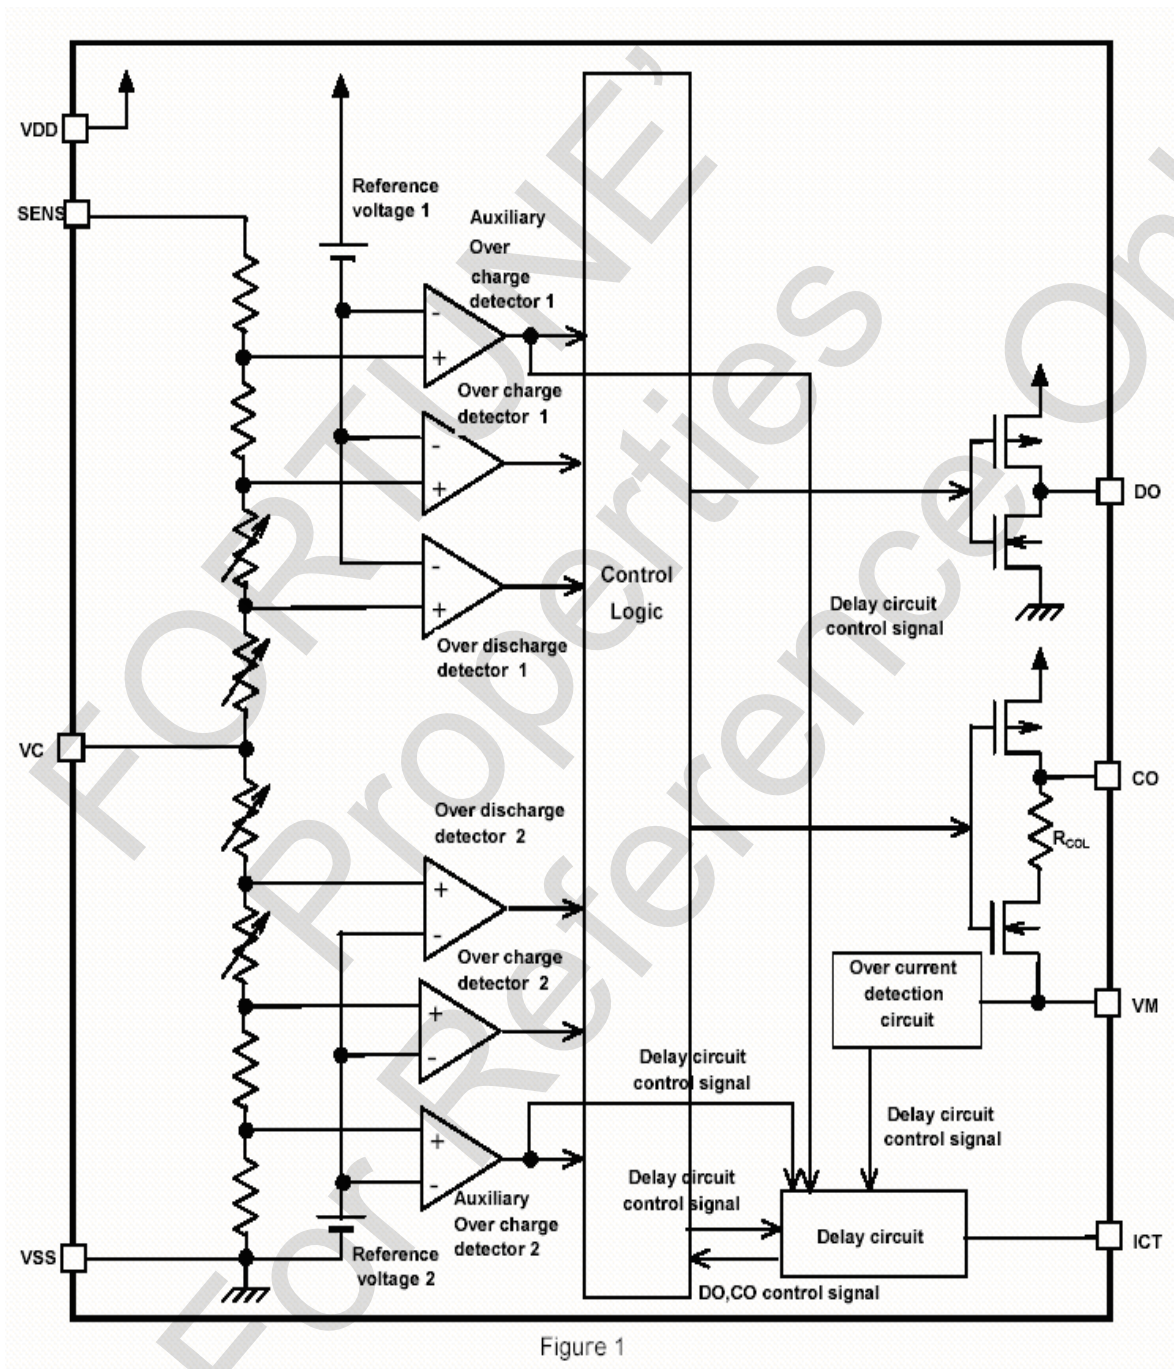 VDD
SENS
Reference
voltage 1
Auxiliary
Over
charge
detector 1
-
+
Over charge
detector 1
-
+
-
+
Over discharge
detector 1
Control
Logic
DO
Delay circuit
control signal
VC
CO
RCOL
Over discharge
detector 2
+
-
Over charge
detector 2
+
-
Over current
detection
circuit
VM
Delay circuit
control signal
Delay circuit
control signal
+
-
Auxiliary
Over charge
detector 2
Delay circuit
control signal
Delay circuit
ICT
VSS
Reference
voltage 2
DO,CO control signal
Figure 1
FORTUNE'
Properties
For Reference Only